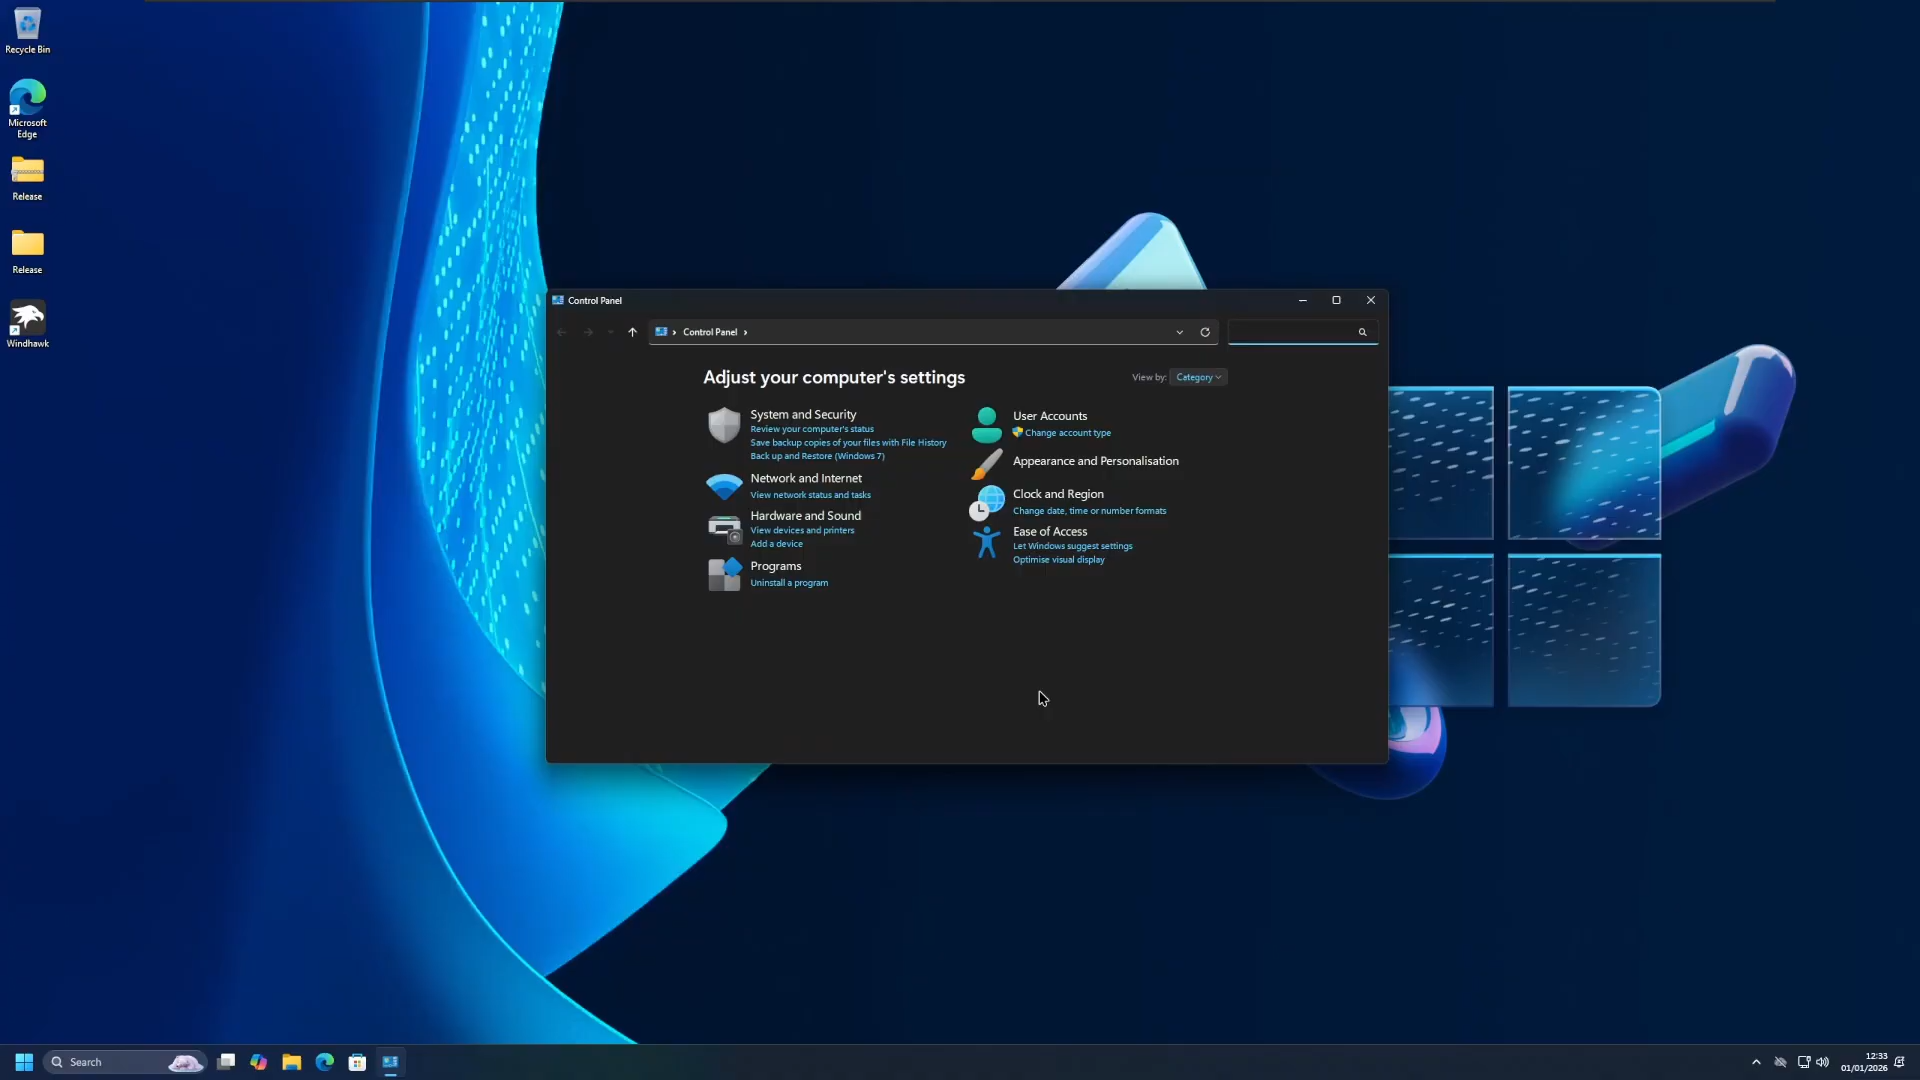 Recycle Bin
Microsoft
Edge
Release
Release
Windhawk
Control Panel
Control Panel
Adjust your computer's settings
View by: Category
System and Security
Review your computer's status
Save backup copies of your files with File History
Back up and Restore (Windows 7)
Network and Internet
View network status and tasks
Hardware and Sound
View devices and printers
Add a device
Programs
Uninstall a program
User Accounts
Change account type
Appearance and Personalisation
Clock and Region
Change date, time or number formats
Ease of Access
Let Windows suggest settings
Optimise visual display
Search
12:33
01/01/2026